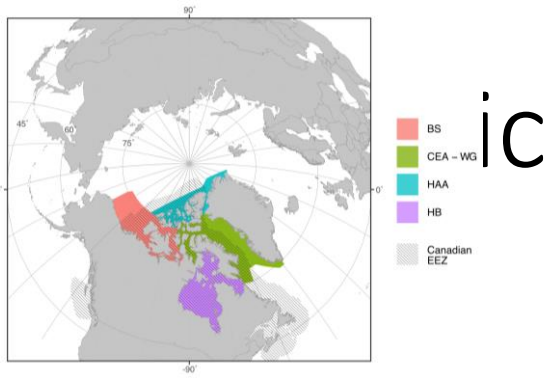 90°
45°
60°
75°
0°
-90°
BS
CEA – WG
HAA
HB
Canadian
EEZ
ic